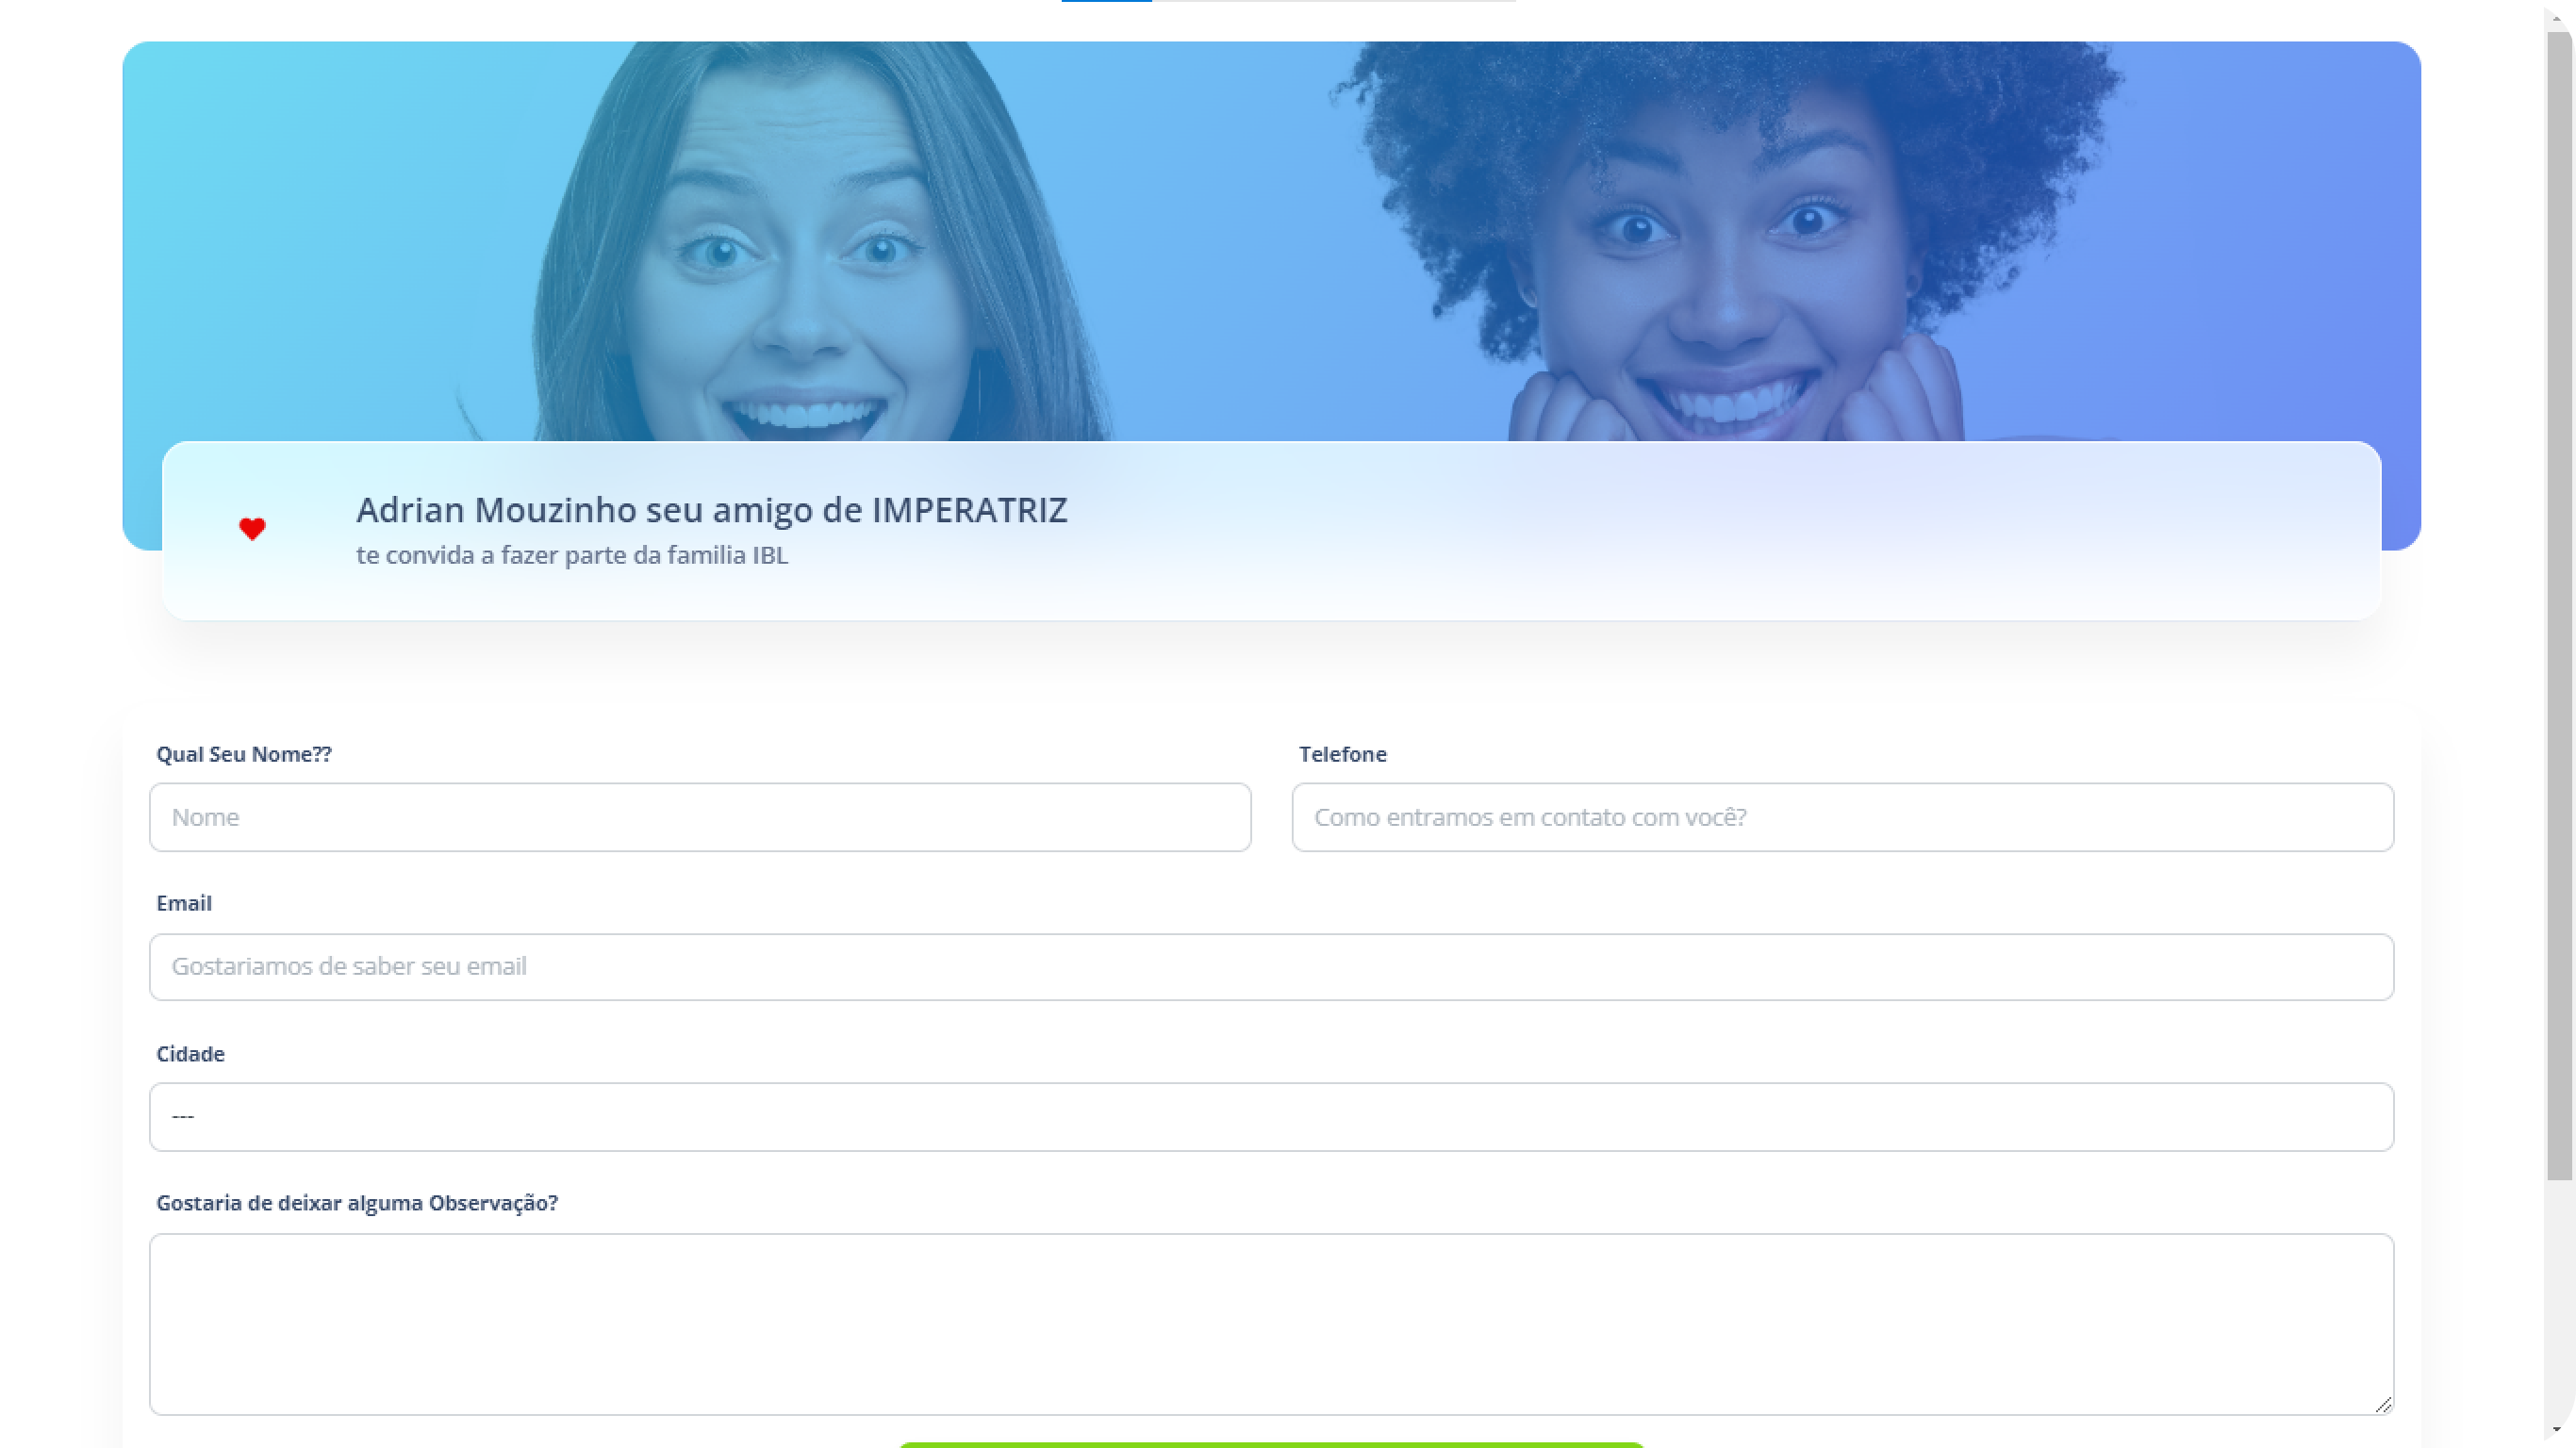 Adrian Mouzinho seu amigo de IMPERATRIZ
te convida a fazer parte da familia IBL
Qual Seu Nome??
Telefone
Nome
Como entramos em contato com você?
Email
Gostariamos de saber seu email
Cidade
---
Gostaria de deixar alguma Observação?